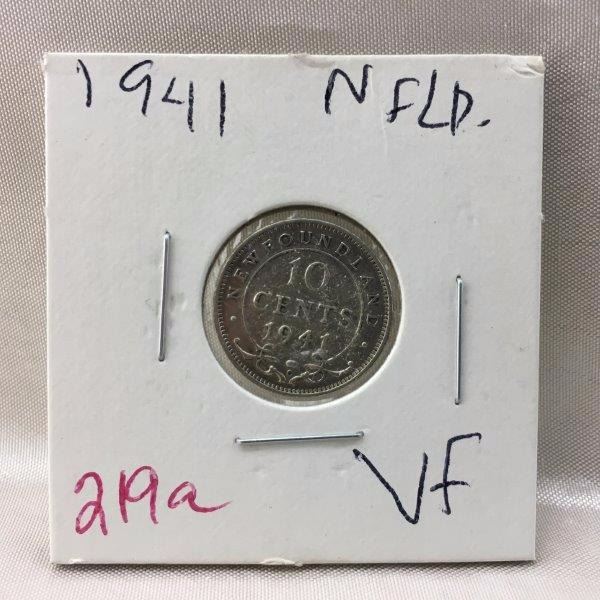 1941 NFLD.
NEWFOUNDLAND
10
CENTS
1941
219a VF